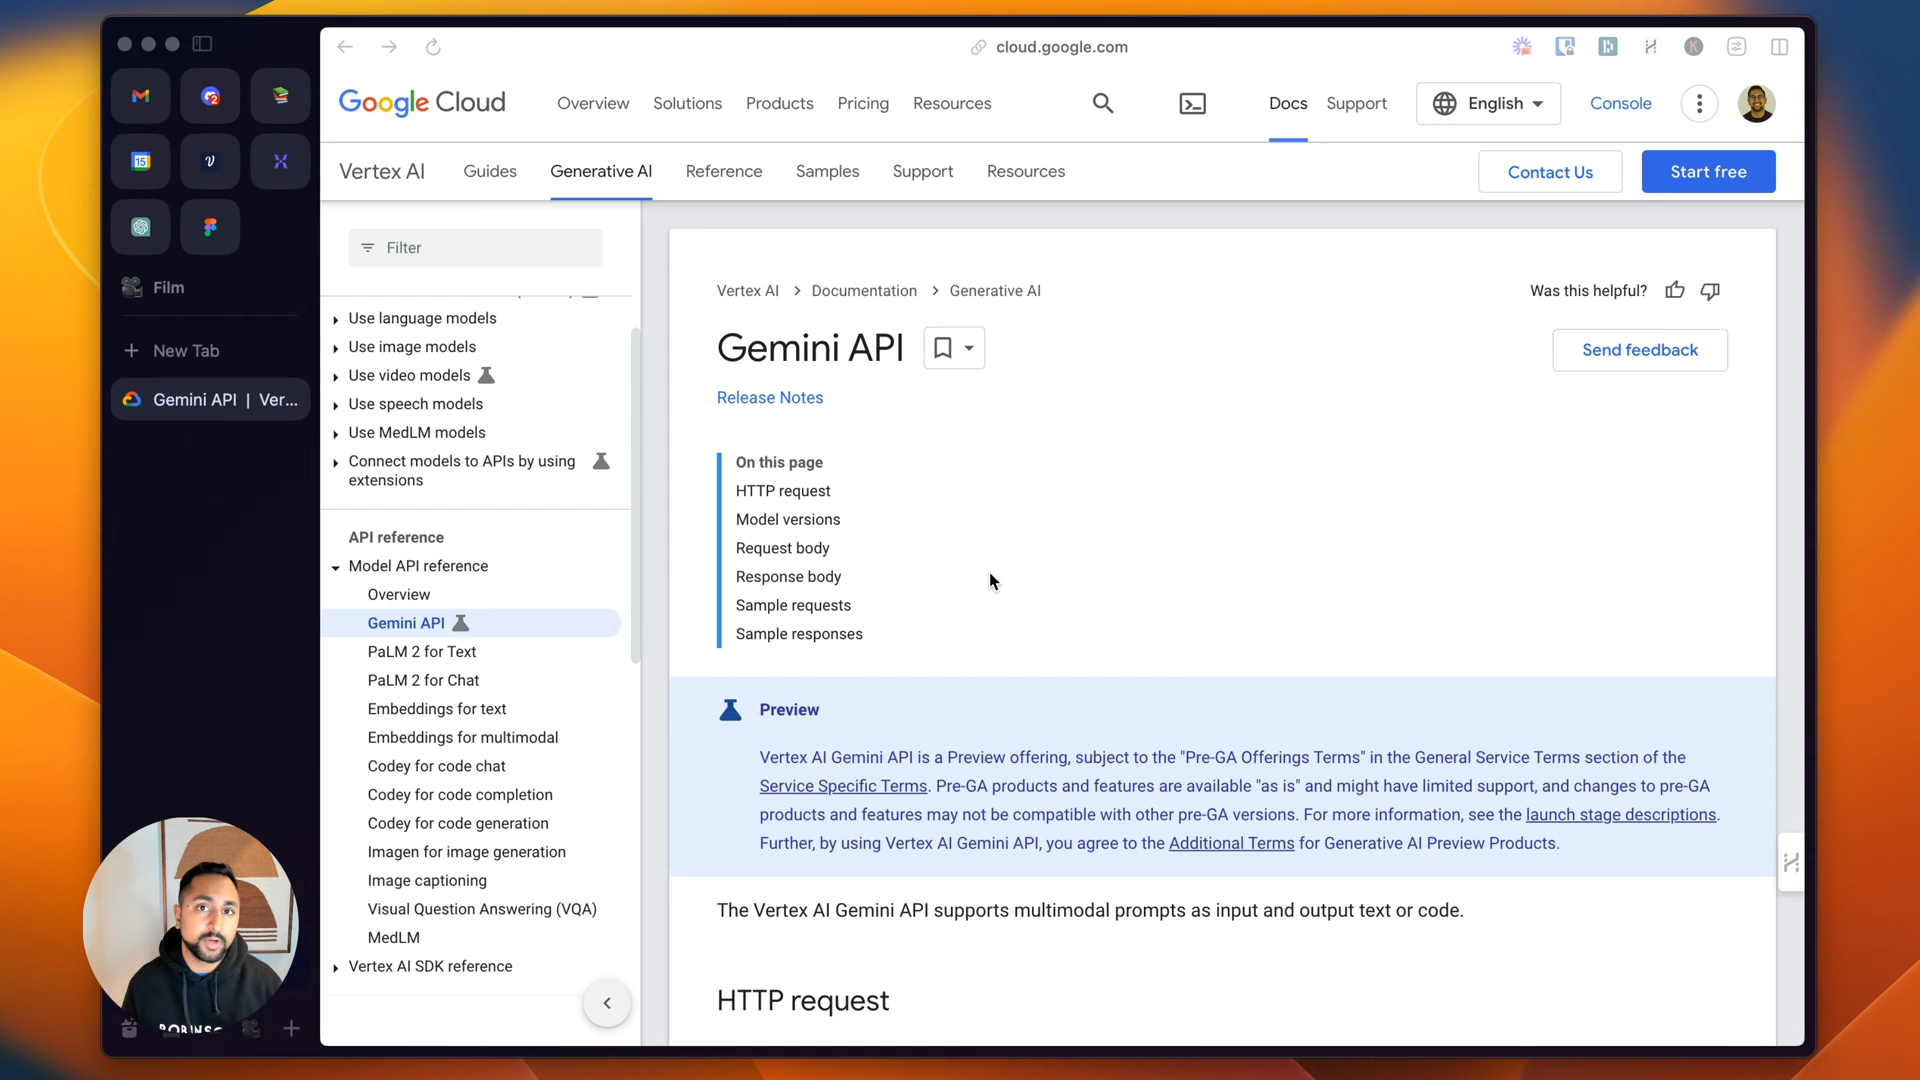 cloud.google.com
Google Cloud
Overview
Solutions
Products
Pricing
Resources
Docs
Support
English
Console
Vertex AI
Guides
Generative AI
Reference
Samples
Support
Resources
Contact Us
Start free
2
15
Film
New Tab
Gemini API | Ver...
Filter
Use language models
Use image models
Use video models
Use speech models
Use MedLM models
Connect models to APIs by using
extensions
API reference
Model API reference
Overview
Gemini API
PaLM 2 for Text
PaLM 2 for Chat
Embeddings for text
Embeddings for multimodal
Codey for code chat
Codey for code completion
Codey for code generation
Imagen for image generation
Image captioning
Visual Question Answering (VQA)
MedLM
Vertex AI SDK reference
Vertex AI > Documentation > Generative AI
Was this helpful?
Gemini API
Send feedback
Release Notes
On this page
HTTP request
Model versions
Request body
Response body
Sample requests
Sample responses
Preview
Vertex AI Gemini API is a Preview offering, subject to the "Pre-GA Offerings Terms" in the General Service Terms section of the
Service Specific Terms. Pre-GA products and features are available "as is" and might have limited support, and changes to pre-GA
products and features may not be compatible with other pre-GA versions. For more information, see the launch stage descriptions.
Further, by using Vertex AI Gemini API, you agree to the Additional Terms for Generative AI Preview Products.
The Vertex AI Gemini API supports multimodal prompts as input and output text or code.
HTTP request